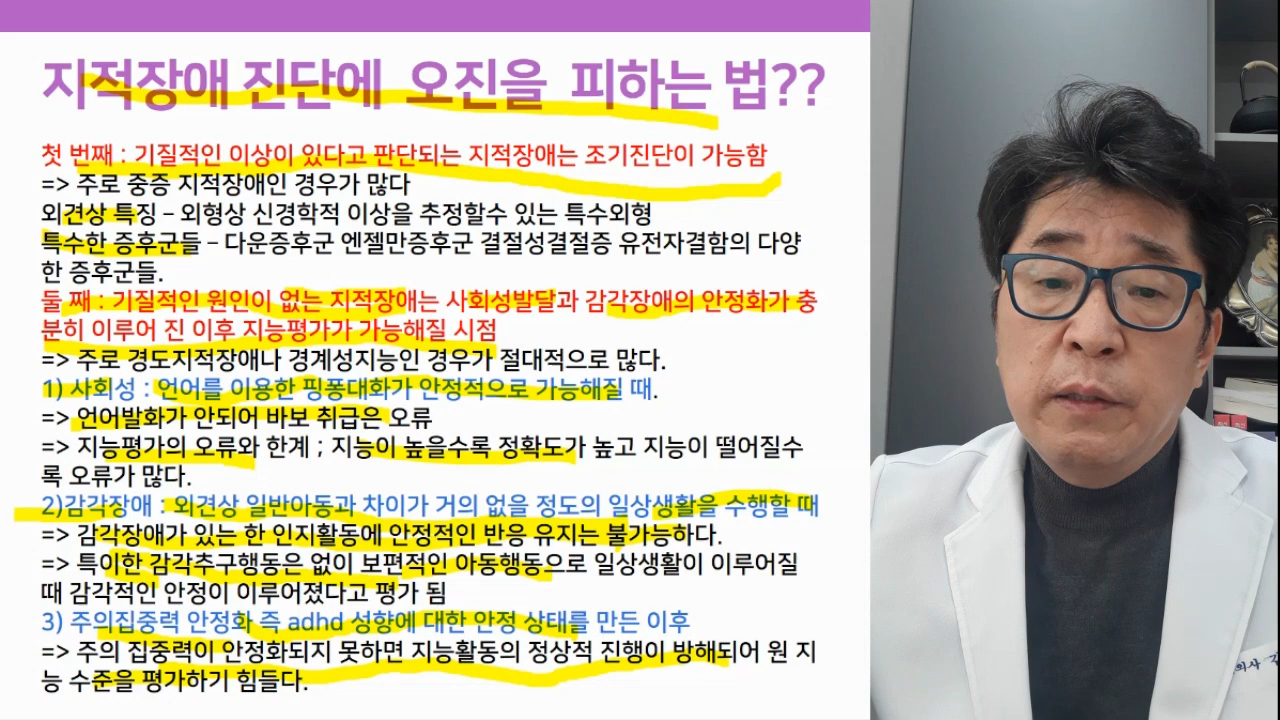 지적장애 진단에 오진을 피하는 법??
첫 번째 : 기질적인 이상이 있다고 판단되는 지적장애는 조기진단이 가능함
=> 주로 중증 지적장애인 경우가 많다
외견상 특징 – 외형상 신경학적 이상을 추정할수 있는 특수외형
특수한 증후군들 – 다운증후군 엔젤만증후군 결절성결절증 유전자결함의 다양
한 증후군들.
둘 째 : 기질적인 원인이 없는 지적장애는 사회성발달과 감각장애의 안정화가 충
분히 이루어 진 이후 지능평가가 가능해질 시점
=> 주로 경도지적장애나 경계성지능인 경우가 절대적으로 많다.
1) 사회성 : 언어를 이용한 핑퐁대화가 안정적으로 가능해질 때.
=> 언어발화가 안되어 바보 취급은 오류
=> 지능평가의 오류와 한계 ; 지능이 높을수록 정확도가 높고 지능이 떨어질수
록 오류가 많다.
2)감각장애 : 외견상 일반아동과 차이가 거의 없을 정도의 일상생활을 수행할 때
=> 감각장애가 있는 한 인지활동에 안정적인 반응 유지는 불가능하다.
=> 특이한 감각추구행동은 없이 보편적인 아동행동으로 일상생활이 이루어질
때 감각적인 안정이 이루어졌다고 평가 됨
3) 주의집중력 안정화 즉 adhd 성향에 대한 안정 상태를 만든 이후
=> 주의 집중력이 안정화되지 못하면 지능활동의 정상적 진행이 방해되어 원 지
능 수준을 평가하기 힘들다.